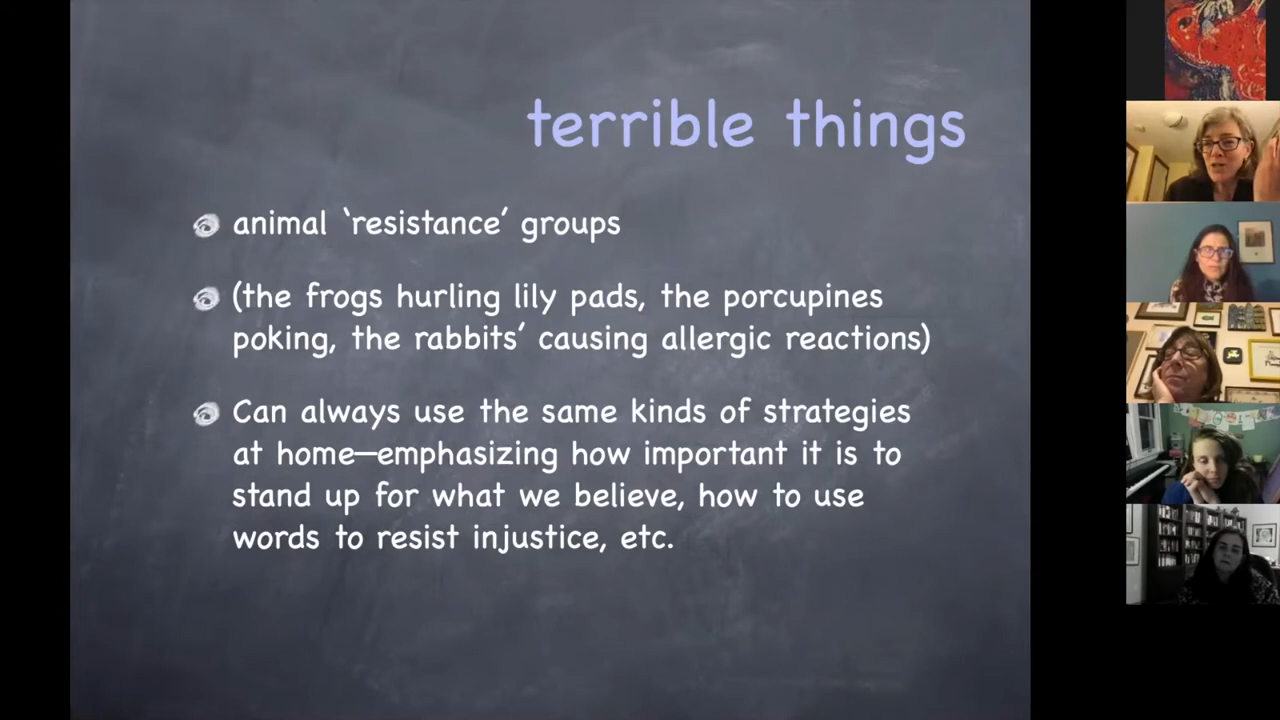 terrible things
animal ‘resistance’ groups
(the frogs hurling lily pads, the porcupines
poking, the rabbits’ causing allergic reactions)
Can always use the same kinds of strategies
at home—emphasizing how important it is to
stand up for what we believe, how to use
words to resist injustice, etc.